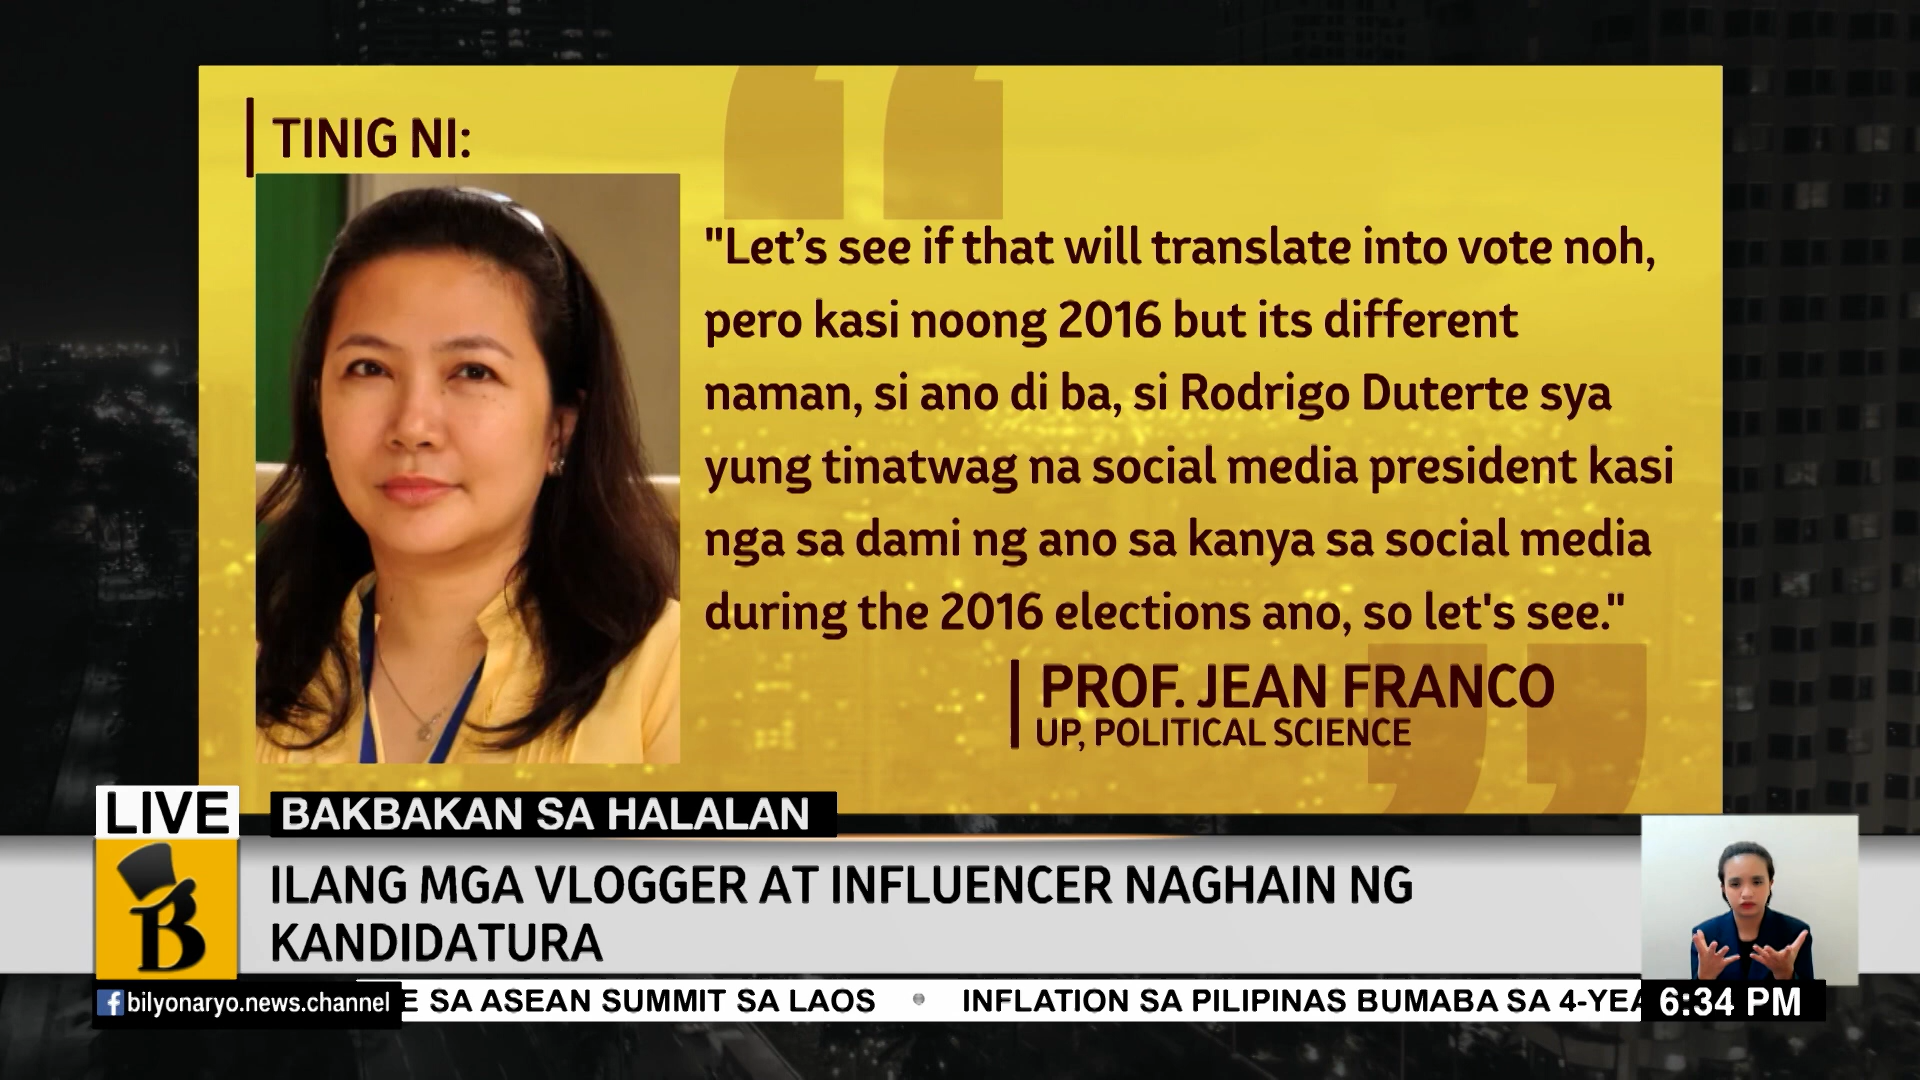 TINIG NI:
"Let’s see if that will translate into vote noh,
pero kasi noong 2016 but its different
naman, si ano di ba, si Rodrigo Duterte sya
yung tinatwag na social media president kasi
nga sa dami ng ano sa kanya sa social media
during the 2016 elections ano, so let's see."
PROF. JEAN FRANCO
UP, POLITICAL SCIENCE
LIVE
BAKBAKAN SA HALALAN
B
ILANG MGA VLOGGER AT INFLUENCER NAGHAIN NG
KANDIDATURA
f bilyonaryo.news.channel
E SA ASEAN SUMMIT SA LAOS • INFLATION SA PILIPINAS BUMABA SA 4-YEA
6:34 PM